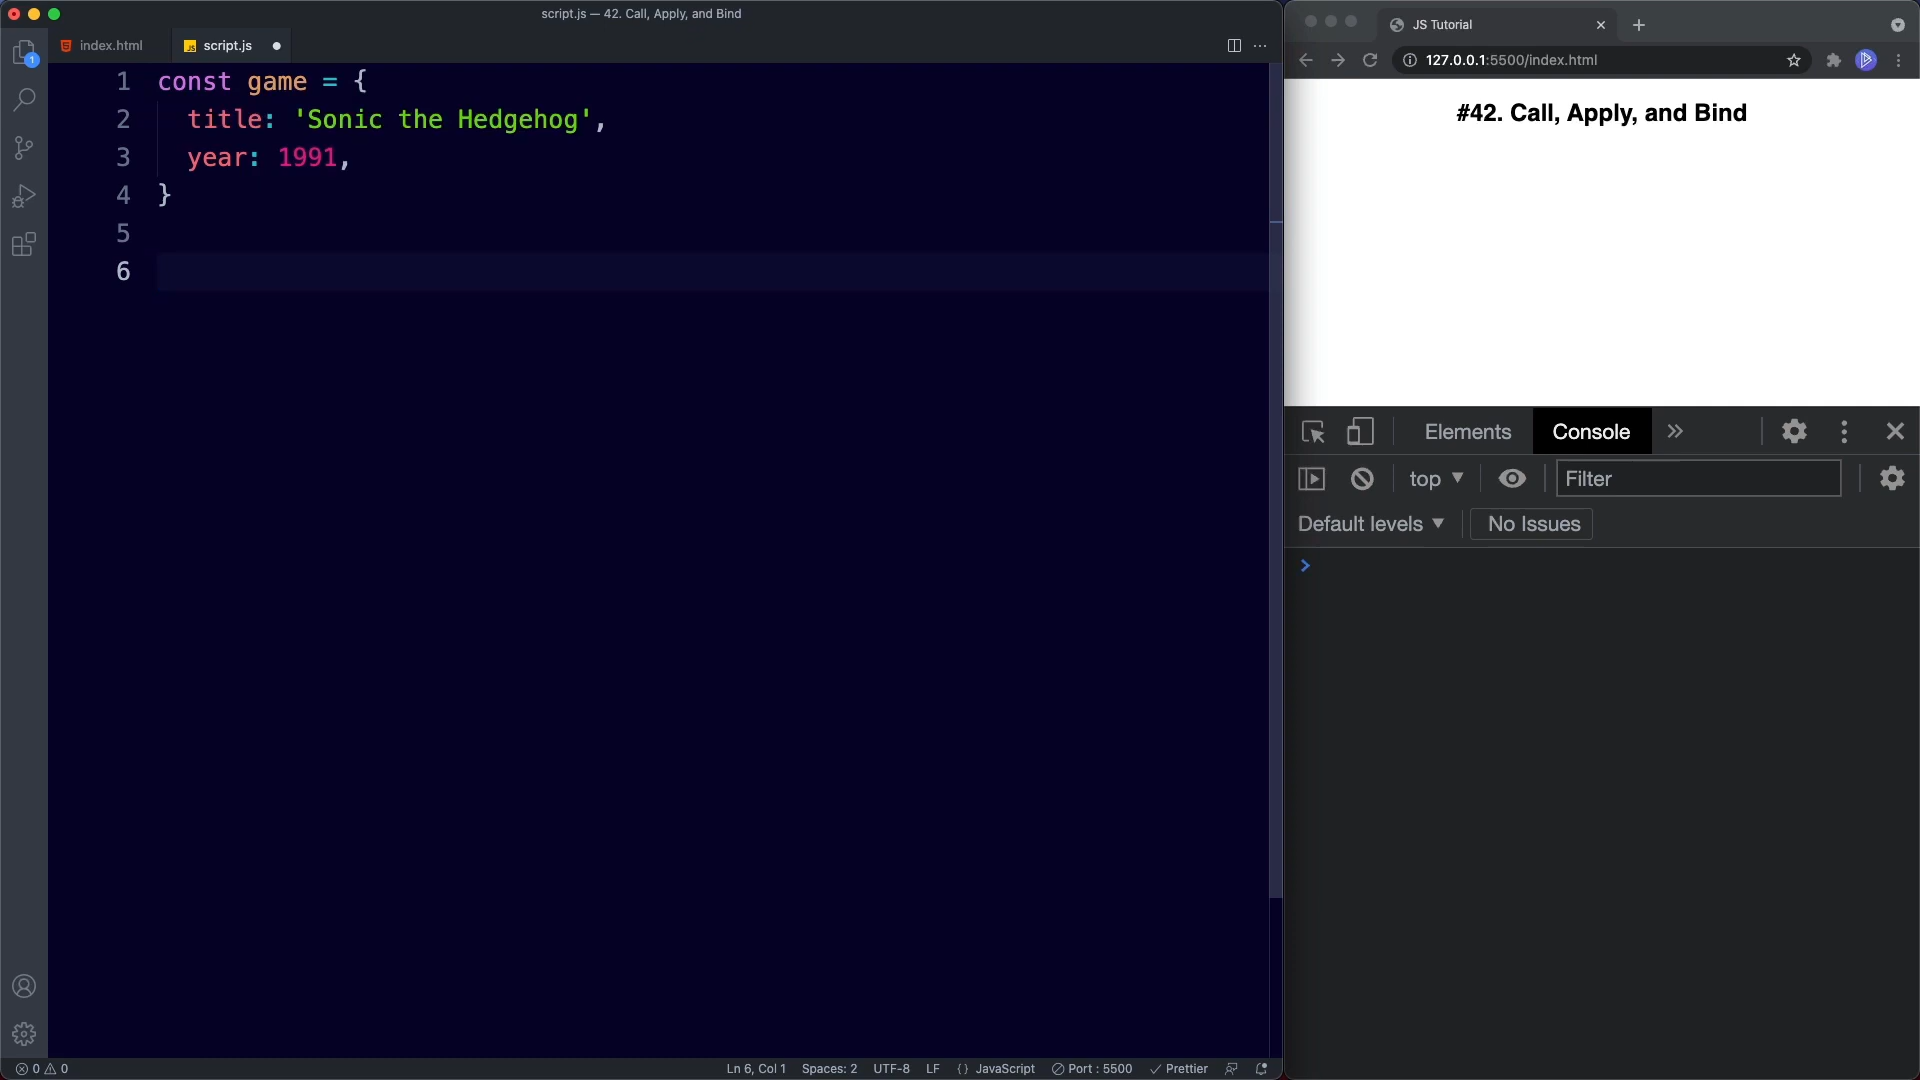 script.js — 42. Call, Apply, and Bind
index.html
script.js
1
1 const game = {
2 title: 'Sonic the Hedgehog',
3 year: 1991,
4 }
5
6
Ln 6, Col 1 Spaces: 2 UTF-8 LF {} JavaScript Port : 5500 Prettier
0 0
JS Tutorial
127.0.0.1:5500/index.html
#42. Call, Apply, and Bind
Elements Console
top Filter
Default levels No Issues